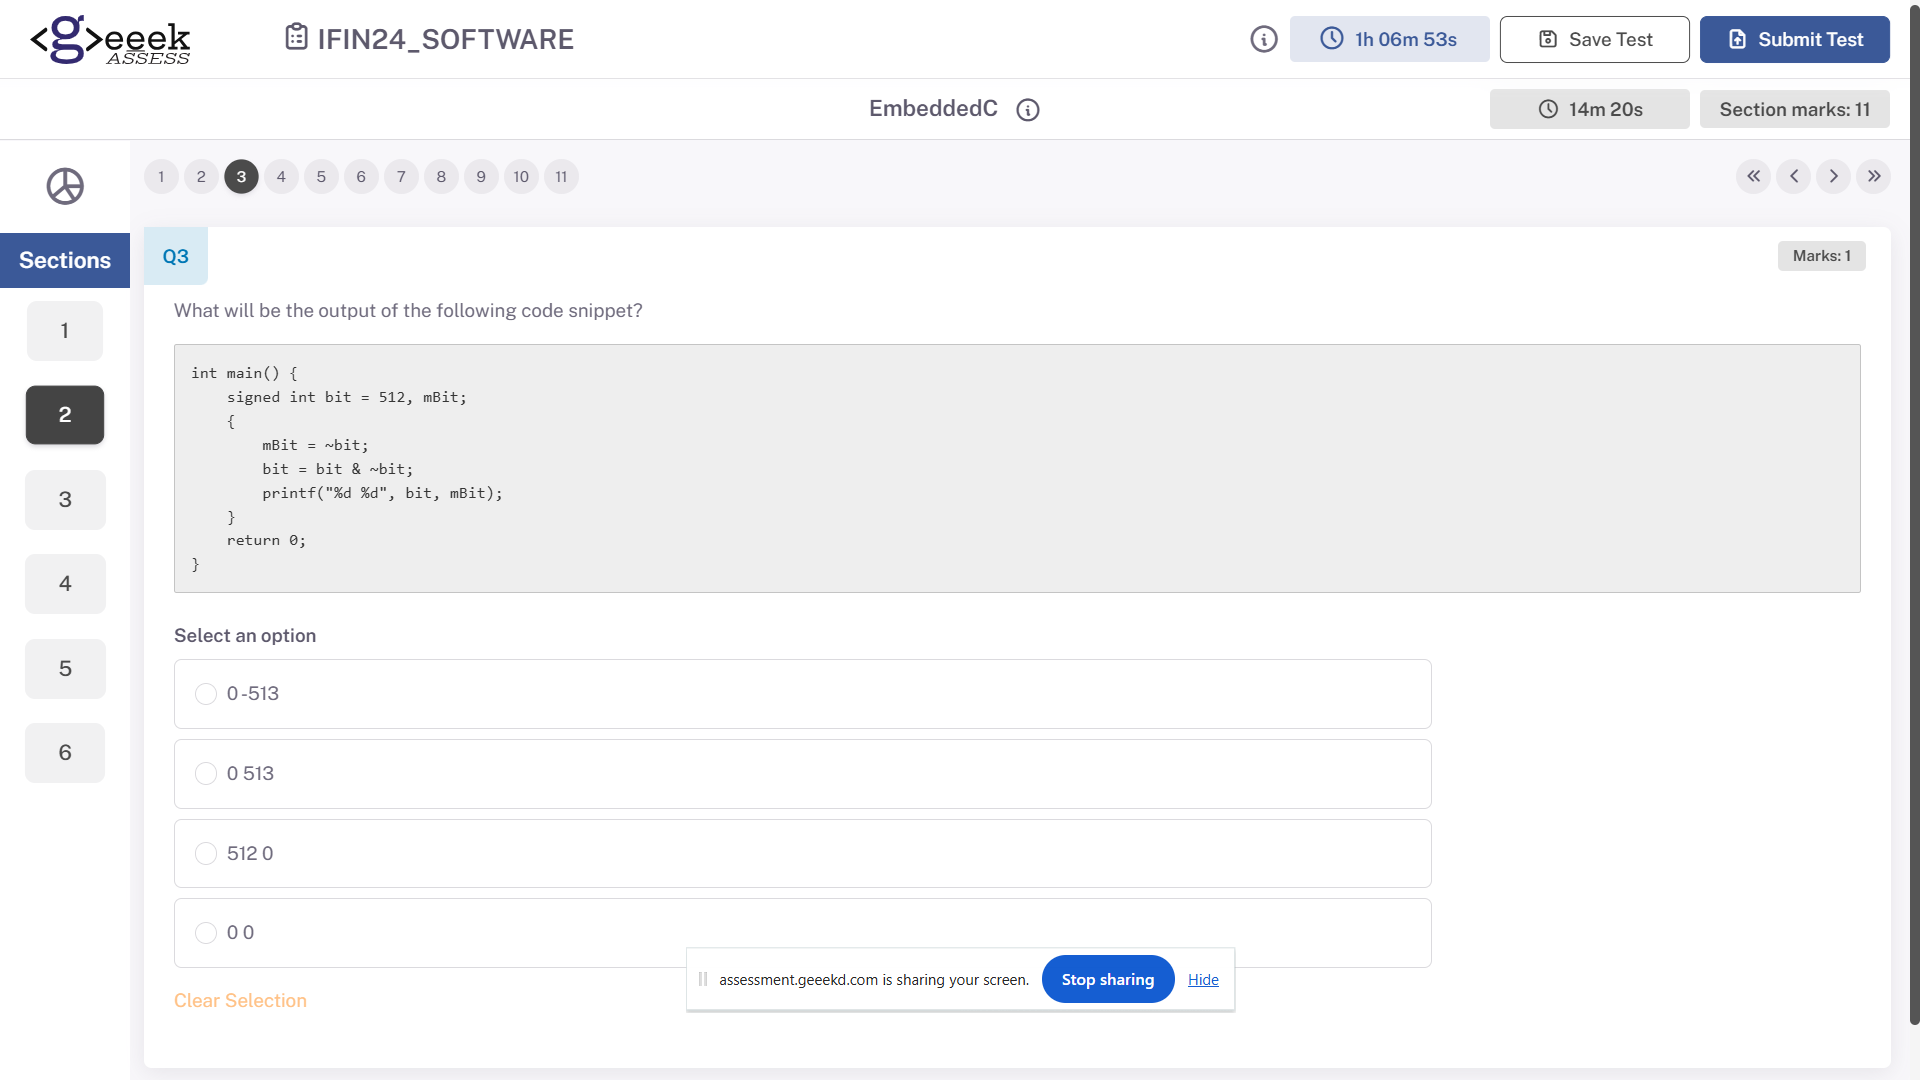 <g>eeek
ASSESS
IFIN24_SOFTWARE
1h 06m 53s
Save Test
Submit Test
EmbeddedC
14m 20s
Section marks: 11
1 2 3 4 5 6 7 8 9 10 11
Sections
1
2
3
4
5
6
Q3
Marks: 1
What will be the output of the following code snippet?
int main() {
    signed int bit = 512, mBit;
    {
        mBit = ~bit;
        bit = bit & ~bit;
        printf("%d %d", bit, mBit);
    }
    return 0;
}
Select an option
0 -513
0 513
512 0
0 0
Clear Selection
assessment.geeekd.com is sharing your screen.
Stop sharing
Hide